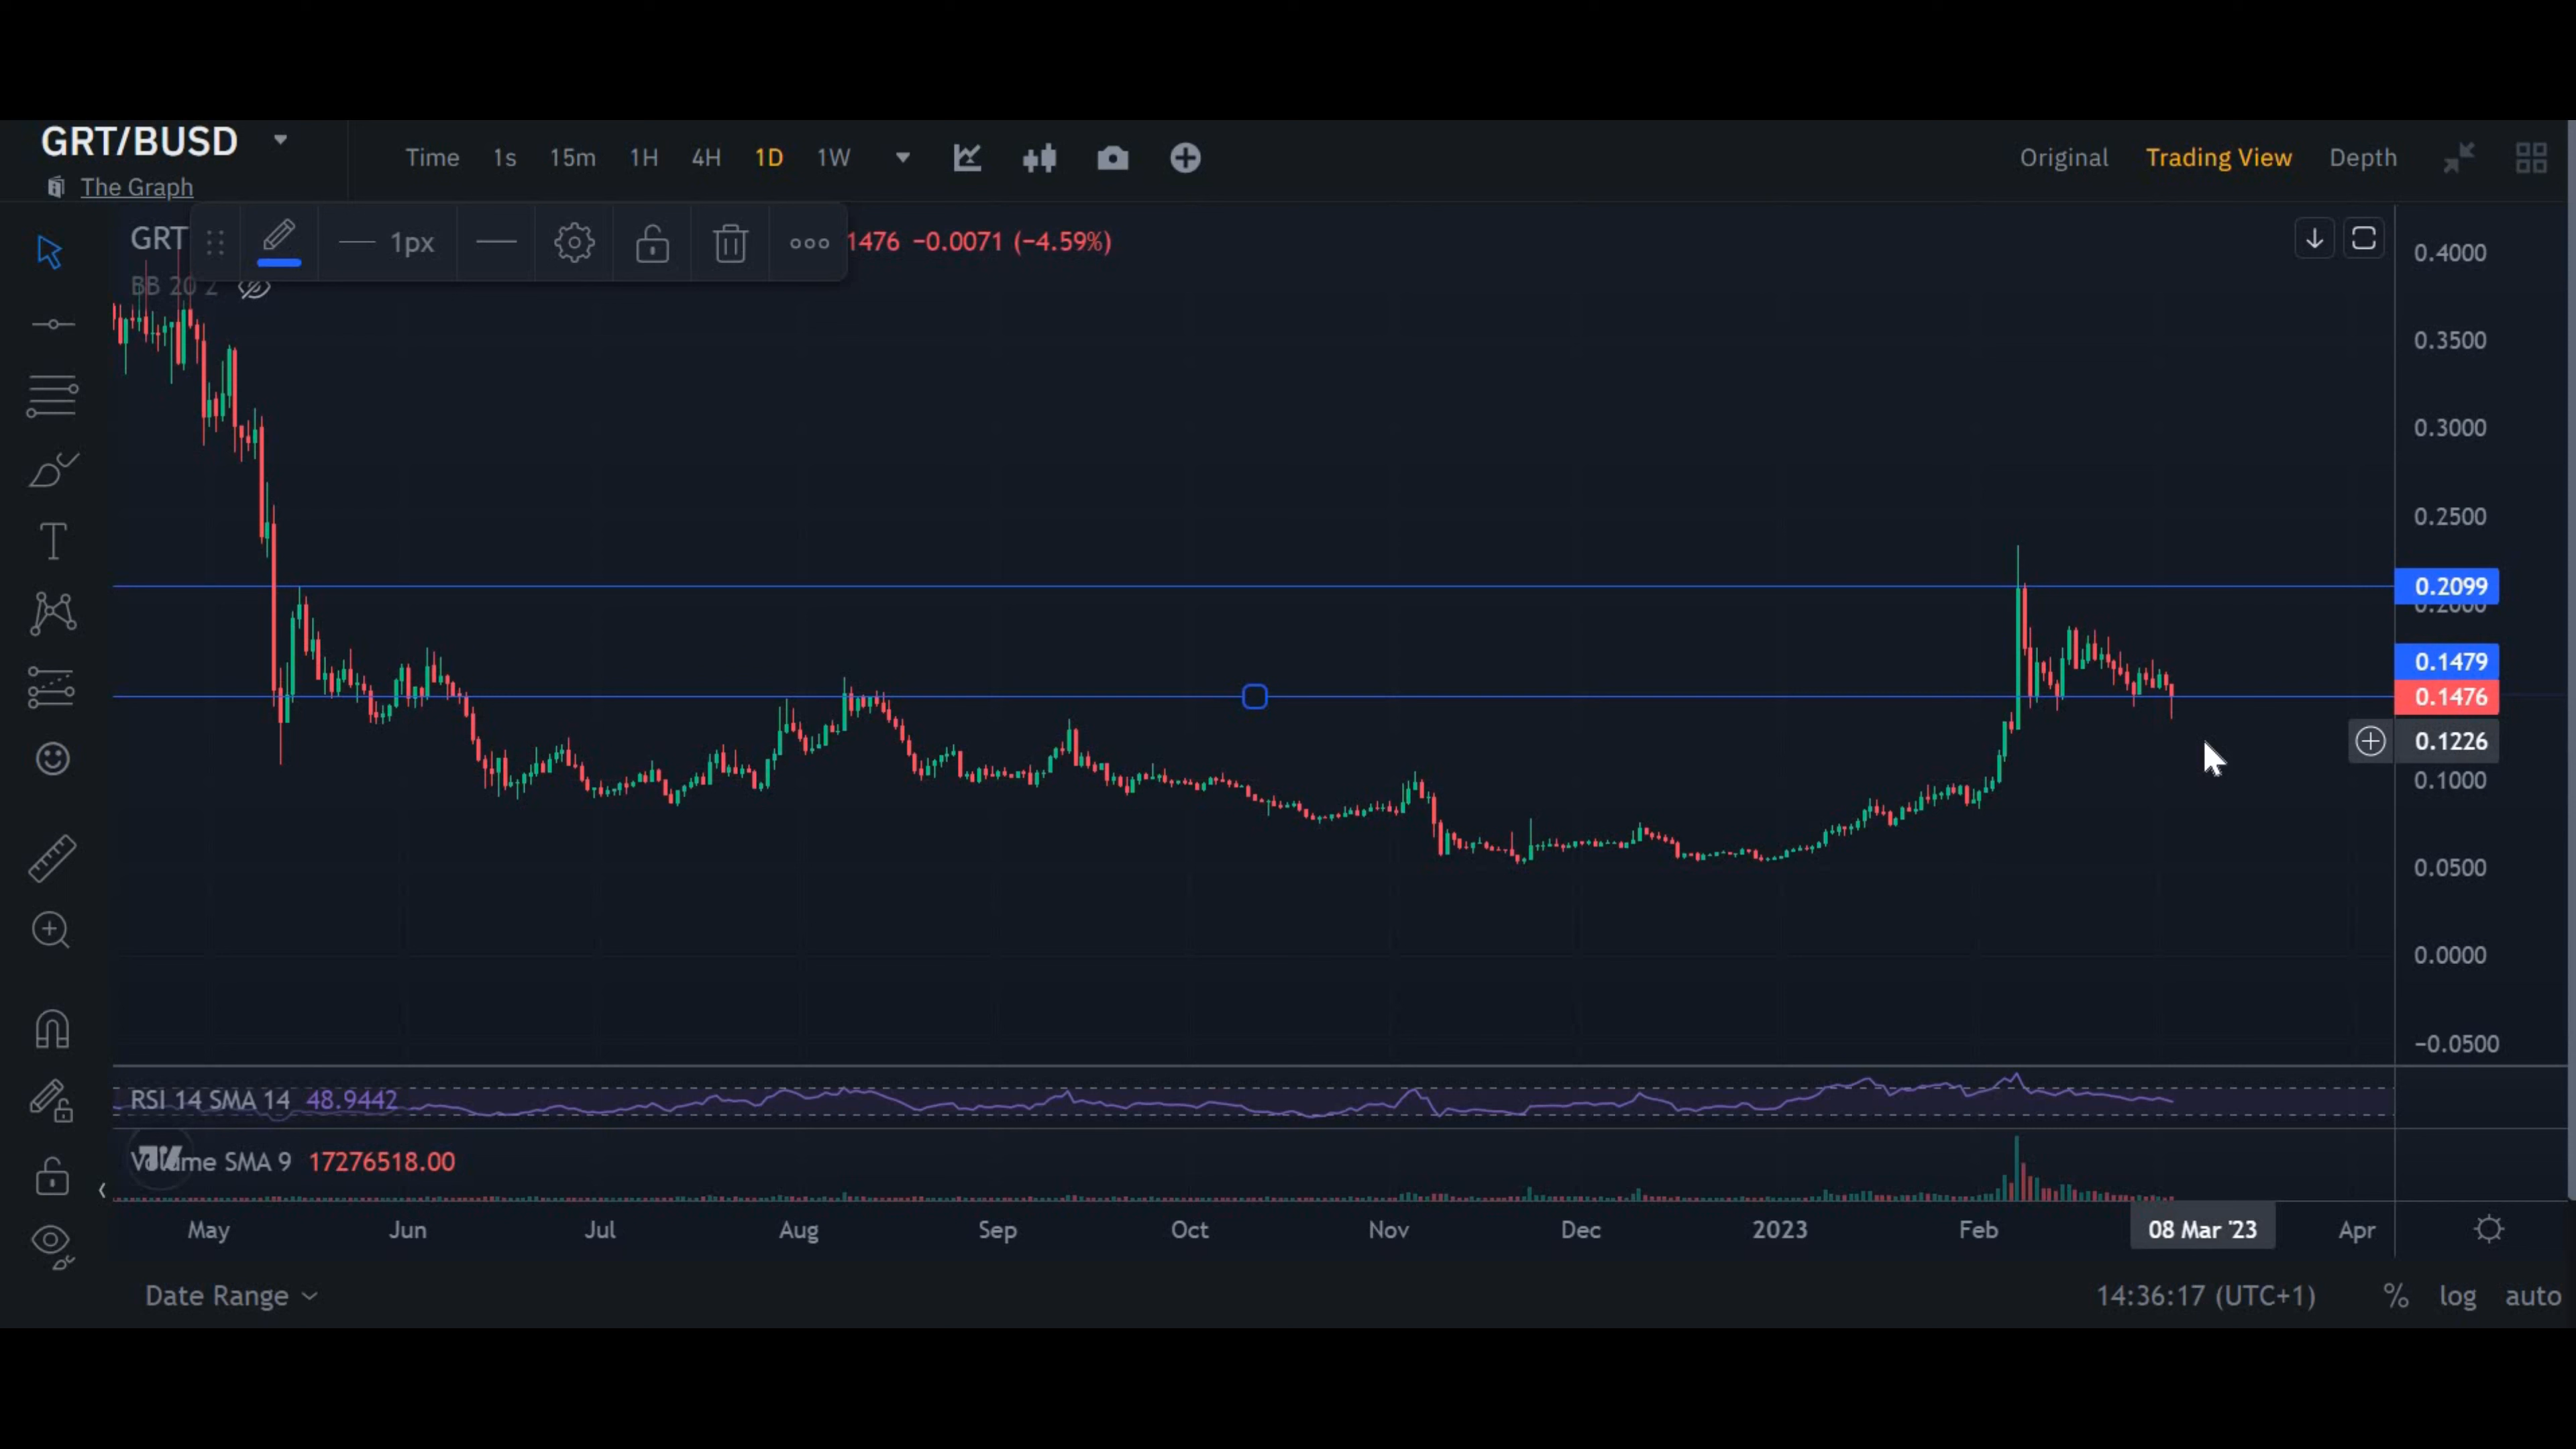 GRT/BUSD
The Graph
Time 1s 15m 1H 4H 1D 1W
Original Trading View Depth
GRT 1px 1476 −0.0071 (−4.59%)
BB 20 2
0.4000
0.3500
0.3000
0.2500
0.2099
0.2000
0.1479
0.1476
0.1226
0.1000
0.0500
0.0000
−0.0500
RSI 14 SMA 14 48.9442
Volume SMA 9 17276518.00
May Jun Jul Aug Sep Oct Nov Dec 2023 Feb 08 Mar '23 Apr
Date Range 14:36:17 (UTC+1) % log auto